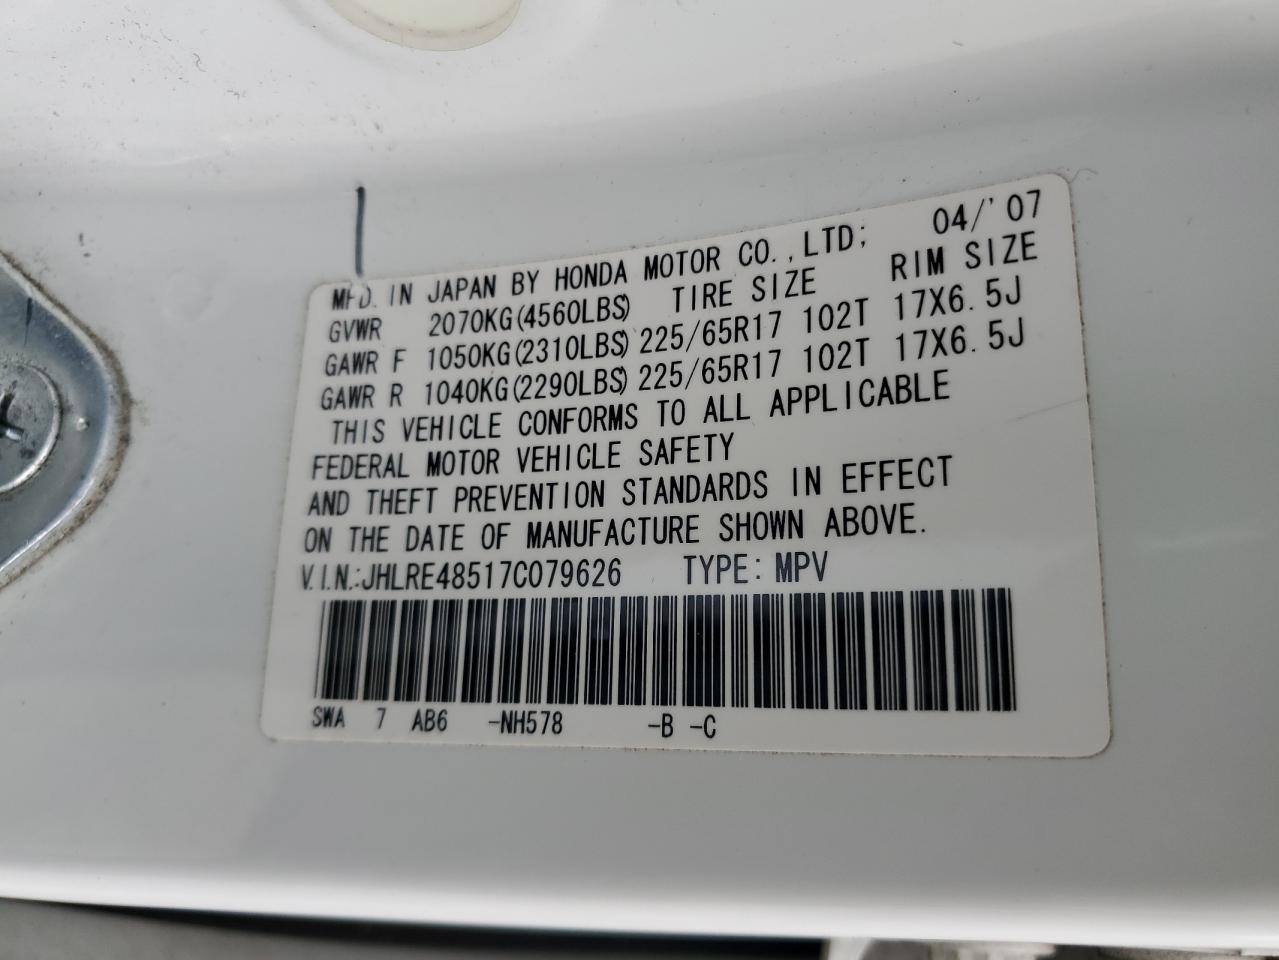 MFD. IN JAPAN BY HONDA MOTOR CO., LTD; 04/'07
GVWR 2070KG(4560LBS) TIRE SIZE RIM SIZE
GAWR F 1050KG(2310LBS) 225/65R17 102T 17X6.5J
GAWR R 1040KG(2290LBS) 225/65R17 102T 17X6.5J
THIS VEHICLE CONFORMS TO ALL APPLICABLE
FEDERAL MOTOR VEHICLE SAFETY
AND THEFT PREVENTION STANDARDS IN EFFECT
ON THE DATE OF MANUFACTURE SHOWN ABOVE.
V.I.N.:JHLRE48517C079626 TYPE: MPV
SWA 7 AB6 -NH578 -B -C